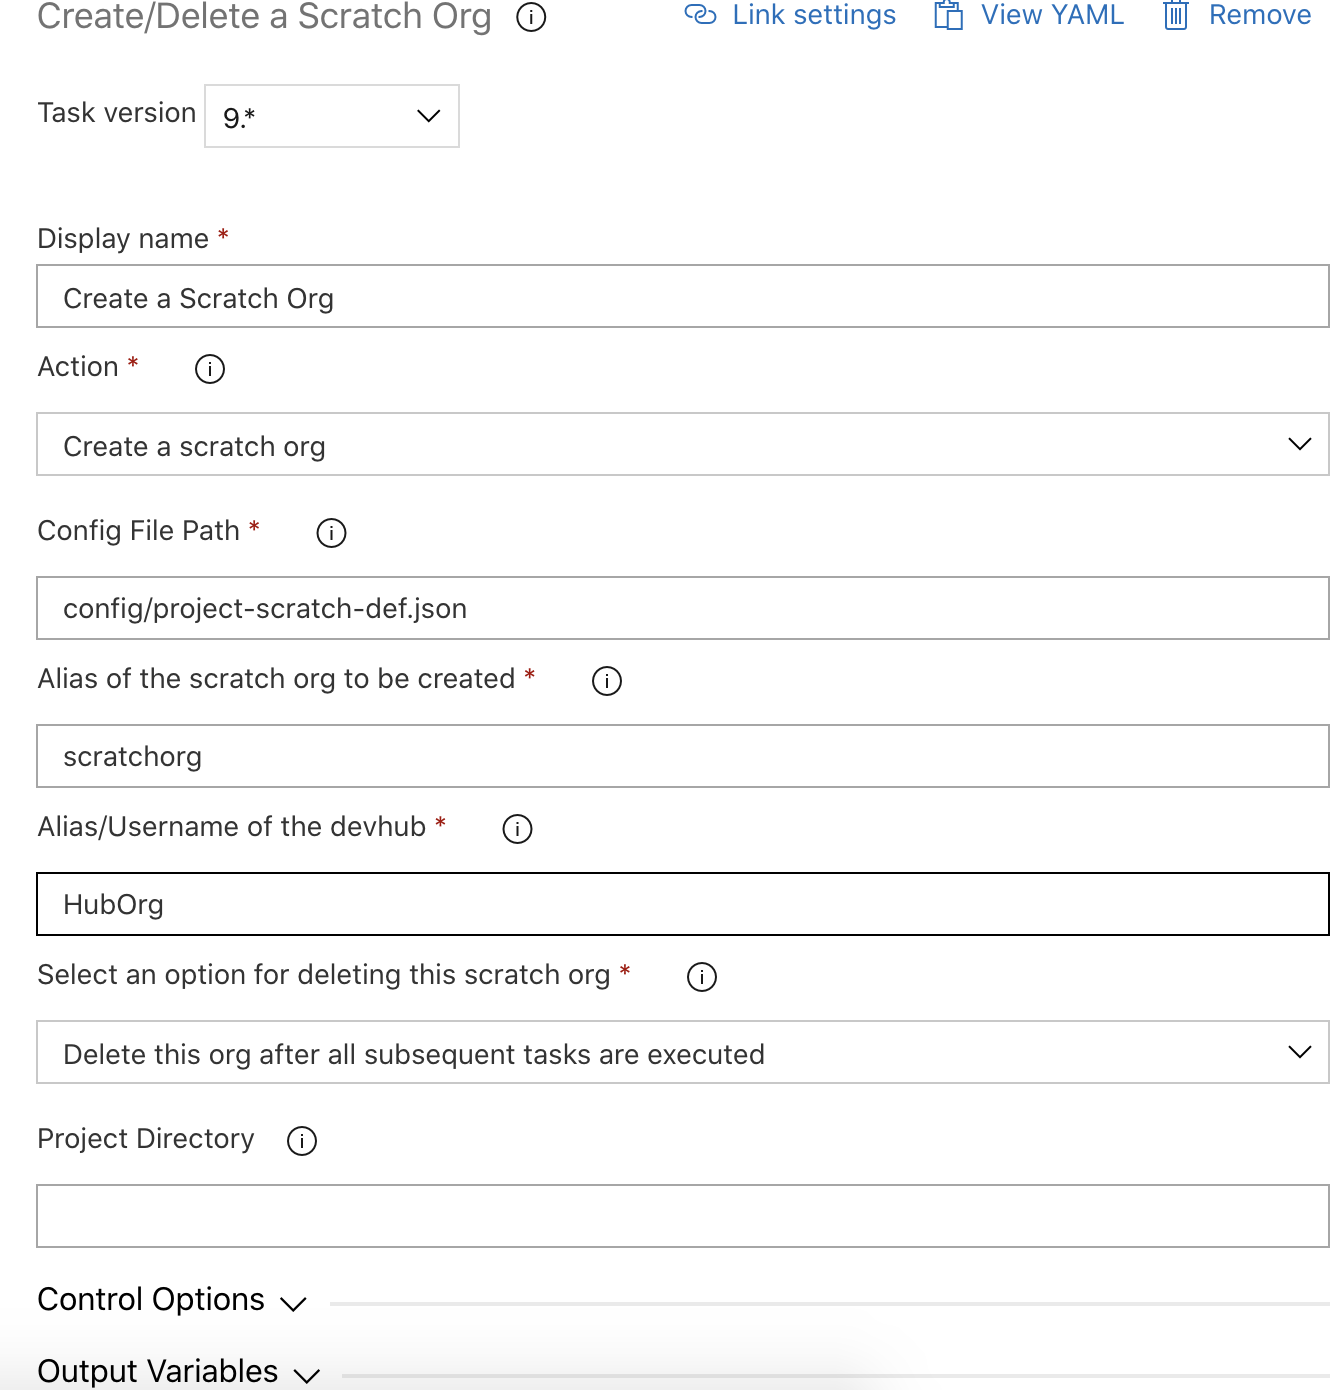 Create/Delete a Scratch Org Link settings View YAML Remove
Task version 9.*
Display name *
Create a Scratch Org
Action *
Create a scratch org
Config File Path *
config/project-scratch-def.json
Alias of the scratch org to be created *
scratchorg
Alias/Username of the devhub *
HubOrg
Select an option for deleting this scratch org *
Delete this org after all subsequent tasks are executed
Project Directory
Control Options
Output Variables